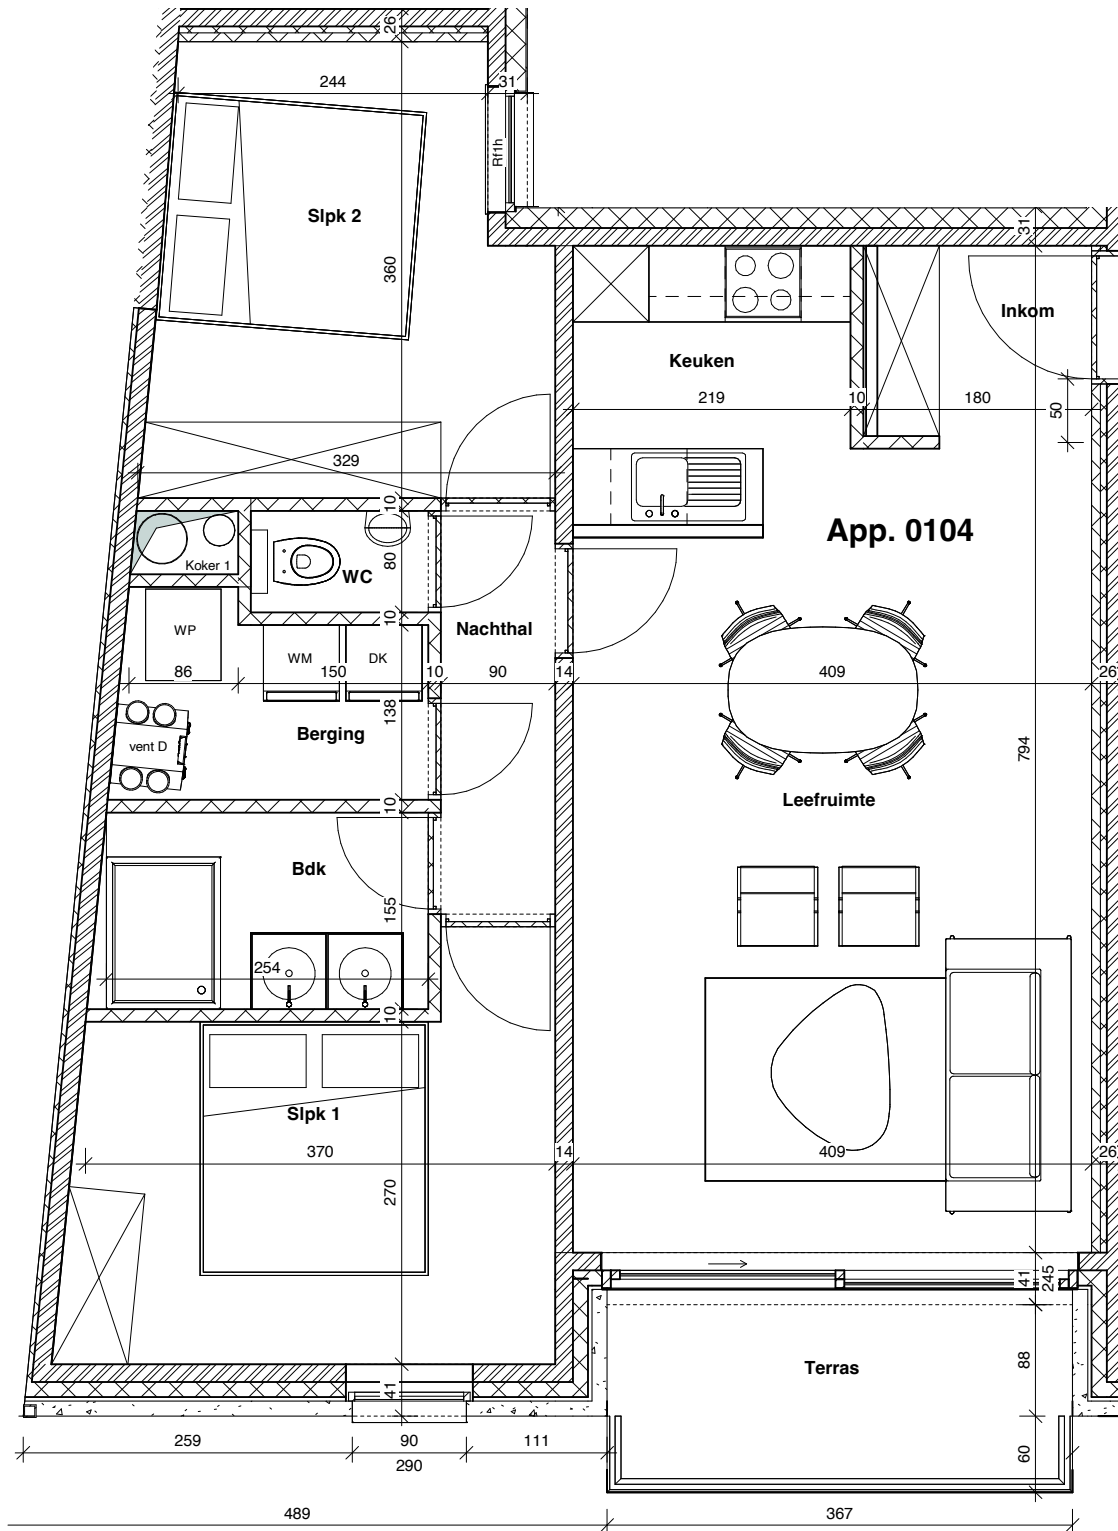 26
244
31
Rf1h
Slpk 2
31
360
Inkom
Keuken
219
10
180
50
329
10
App. 0104
80
Koker 1
WC
10
WP
Nachthal
WM
DK
86
150
10
90
14
409
26
138
Berging
vent D
794
10
Leefruimte
Bdk
155
254
10
Slpk 1
370
14
409
26
270
41
245
41
Terras
88
259
90
111
60
290
489
367